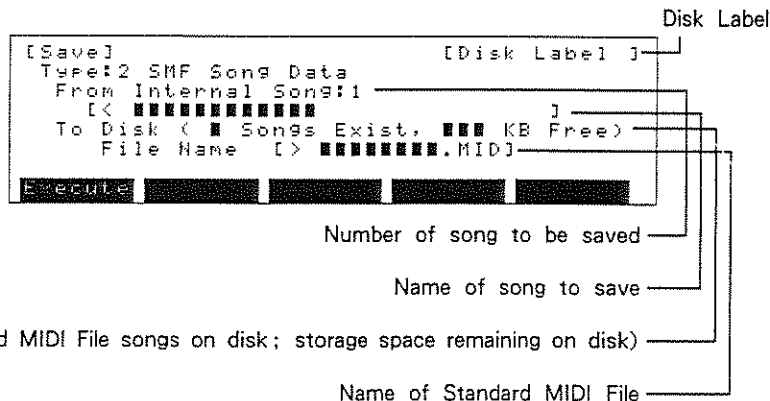 Disk Label
[Save] [Disk Label ]
Type:2 SMF Song Data
From Internal Song:1
[< ]
To Disk ( Songs Exist, KB Free)
File Name [> .MID]
Execute
Number of song to be saved
Name of song to save
MIDI File songs on disk; storage space remaining on disk)
Name of Standard MIDI File